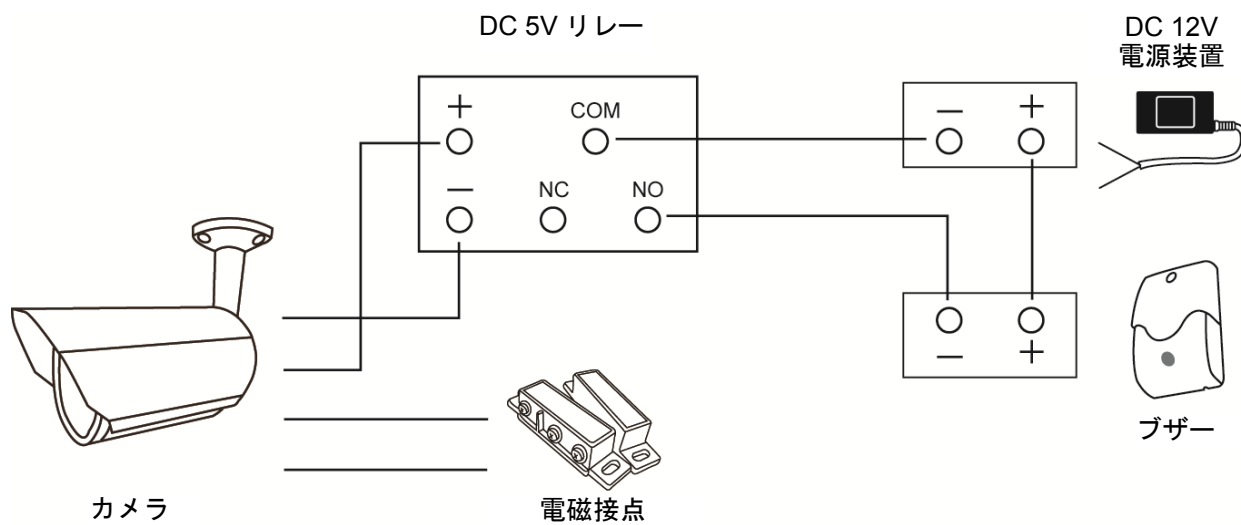 DC 5V リレー
DC 12V
電源装置
+
COM
— +
—
NC
NO
— +
ブザー
カメラ
電磁接点